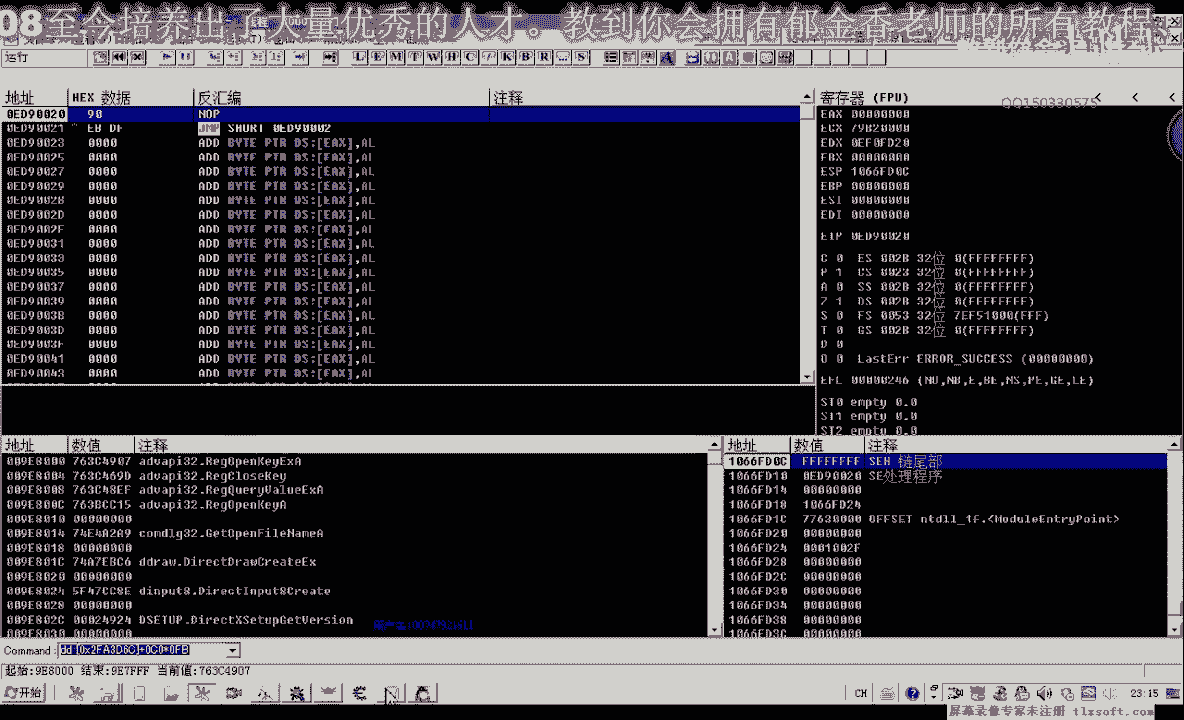 08至今培养出了大量优秀的人才。教到你会拥有郁金香老师的所有教程
运行
L E M T W H C / K B R ... S
地址 HEX 数据 反汇编 注释
0ED90020 90 NOP
0ED90021 ^ EB DF JMP SHORT 0ED90002
0ED90023 0000 ADD BYTE PTR DS:[EAX],AL
0ED90025 0000 ADD BYTE PTR DS:[EAX],AL
0ED90027 0000 ADD BYTE PTR DS:[EAX],AL
0ED90029 0000 ADD BYTE PTR DS:[EAX],AL
0ED9002B 0000 ADD BYTE PTR DS:[EAX],AL
0ED9002D 0000 ADD BYTE PTR DS:[EAX],AL
0ED9002F 0000 ADD BYTE PTR DS:[EAX],AL
0ED90031 0000 ADD BYTE PTR DS:[EAX],AL
0ED90033 0000 ADD BYTE PTR DS:[EAX],AL
0ED90035 0000 ADD BYTE PTR DS:[EAX],AL
0ED90037 0000 ADD BYTE PTR DS:[EAX],AL
0ED90039 0000 ADD BYTE PTR DS:[EAX],AL
0ED9003B 0000 ADD BYTE PTR DS:[EAX],AL
0ED9003D 0000 ADD BYTE PTR DS:[EAX],AL
0ED9003F 0000 ADD BYTE PTR DS:[EAX],AL
0ED90041 0000 ADD BYTE PTR DS:[EAX],AL
0ED90043 0000 ADD BYTE PTR DS:[EAX],AL
寄存器 (FPU) < < <
QQ150330575
EAX 00000000
ECX 79B20000
EDX 0EF0FD20
EBX 00000000
ESP 1066FD0C
EBP 00000000
ESI 00000000
EDI 00000000
EIP 0ED90020
C 0 ES 002B 32位 0(FFFFFFFF)
P 1 CS 0023 32位 0(FFFFFFFF)
A 0 SS 002B 32位 0(FFFFFFFF)
Z 1 DS 002B 32位 0(FFFFFFFF)
S 0 FS 0053 32位 7EF51000(FFF)
T 0 GS 002B 32位 0(FFFFFFFF)
D 0
O 0 LastErr ERROR_SUCCESS (00000000)
EFL 00000246 (NO,NB,E,BE,NS,PE,GE,LE)
ST0 empty 0.0
ST1 empty 0.0
ST2 empty 0.0
地址 数值 注释
009E8000 763C4907 advapi32.RegOpenKeyExA
009E8004 763C469D advapi32.RegCloseKey
009E8008 763C48EF advapi32.RegQueryValueExA
009E800C 763BCC15 advapi32.RegOpenKeyA
009E8010 00000000
009E8014 74E4A2A9 comdlg32.GetOpenFileNameA
009E8018 00000000
009E801C 74A7EBC6 ddraw.DirectDrawCreateEx
009E8020 00000000
009E8024 5F47CC8E dinput8.DirectInput8Create
009E8028 00000000
009E802C 00024924 DSETUP.DirectXSetupGetVersion
009E8030 00000000
地址 数值 注释
1066FD0C FFFFFFFF SEH 链尾部
1066FD10 0ED90020 SE处理程序
1066FD14 00000000
1066FD18 1066FD24
1066FD1C 77630000 OFFSET ntdll_1f.<ModuleEntryPoint>
1066FD20 00000000
1066FD24 0001002F
1066FD28 00000000
1066FD2C 00000000
1066FD30 00000000
1066FD34 00000000
1066FD38 00000000
1066FD3C 00000000
Command: dd [0x2FA3D6C]+0C0*0FB
起始:9E8000 结束:9E7FFF 当前值:763C4907
开始
CH
23:15
屏幕录像专家未注册 tlxsoft.com